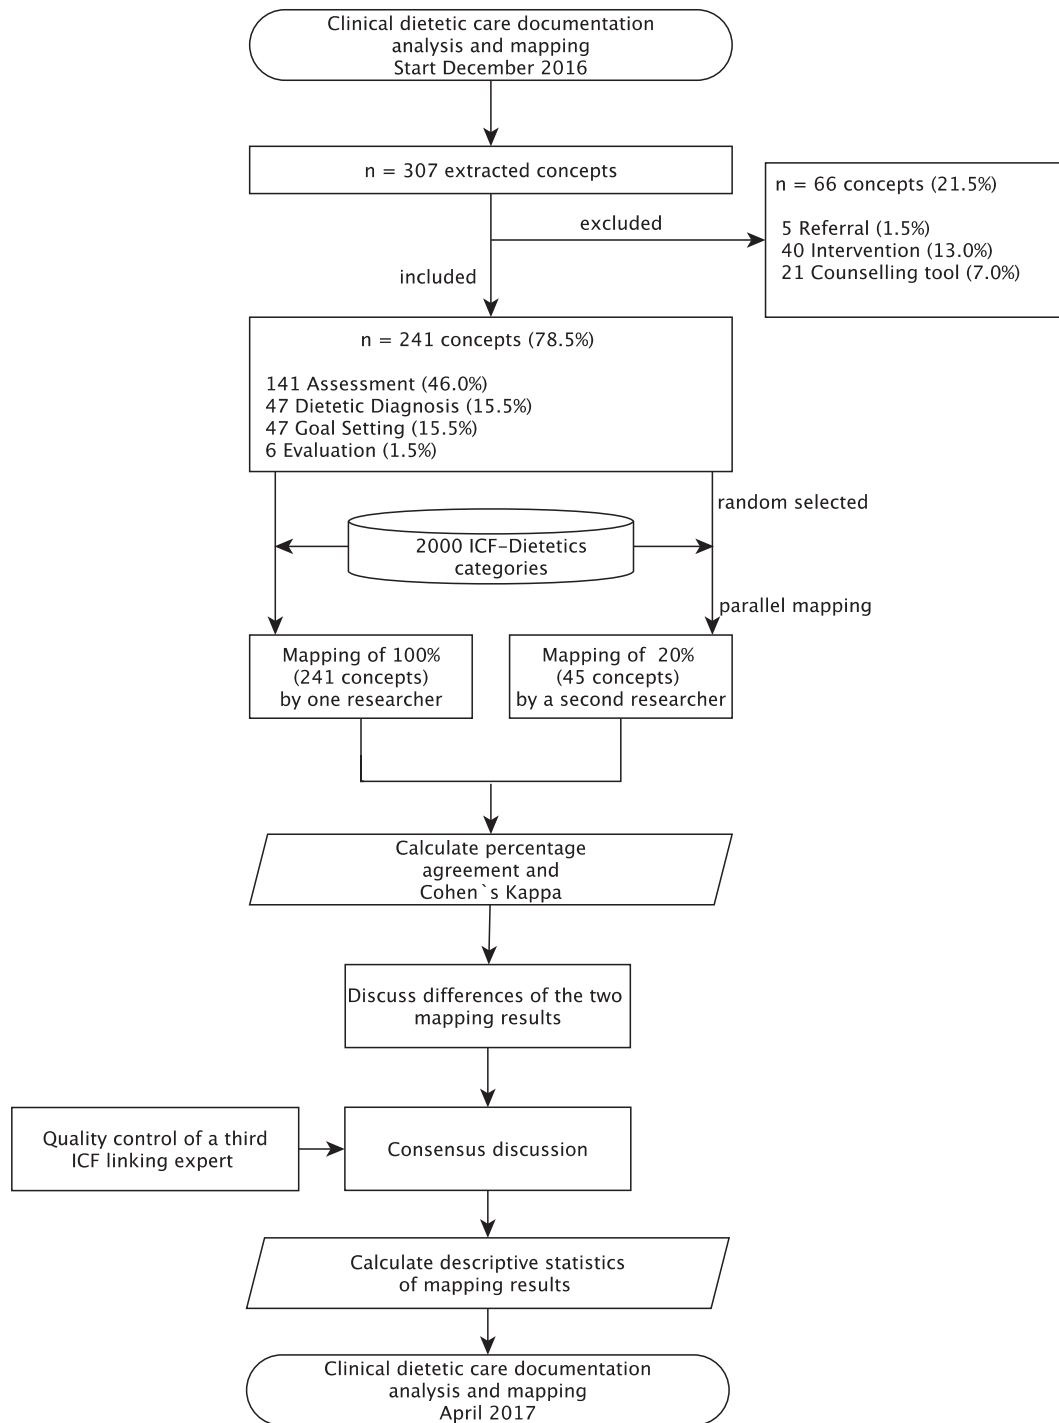 Clinical dietetic care documentation
analysis and mapping
Start December 2016
n = 307 extracted concepts
n = 66 concepts (21.5%)
5 Referral (1.5%)
40 Intervention (13.0%)
21 Counselling tool (7.0%)
excluded
included
n = 241 concepts (78.5%)
141 Assessment (46.0%)
47 Dietetic Diagnosis (15.5%)
47 Goal Setting (15.5%)
6 Evaluation (1.5%)
random selected
2000 ICF-Dietetics
categories
parallel mapping
Mapping of 100%
(241 concepts)
by one researcher
Mapping of 20%
(45 concepts)
by a second researcher
Calculate percentage
agreement and
Cohen`s Kappa
Discuss differences of the two
mapping results
Quality control of a third
ICF linking expert
Consensus discussion
Calculate descriptive statistics
of mapping results
Clinical dietetic care documentation
analysis and mapping
April 2017